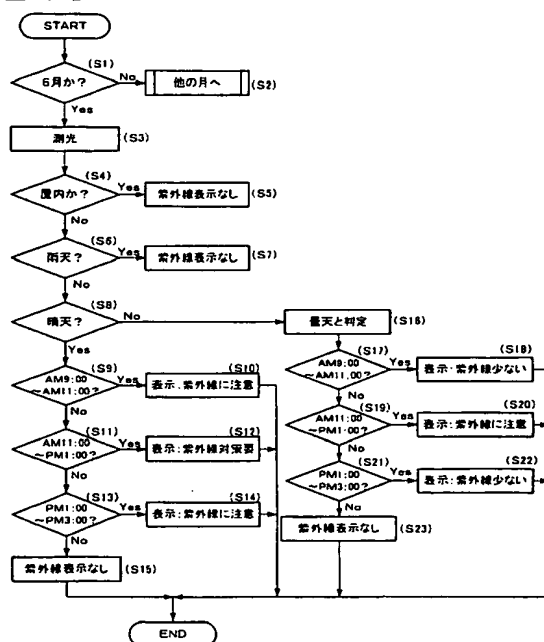 START
(S1)
6月か?
No
他の月へ
(S2)
Yes
測光
(S3)
(S4)
屋内か?
Yes
紫外線表示なし
(S5)
No
(S6)
雨天?
Yes
紫外線表示なし
(S7)
No
(S8)
晴天?
No
曇天と判定
(S16)
Yes
(S9)
AM9:00
~AM11:00?
Yes
(S10)
表示:紫外線に注意
No
(S11)
AM11:00
~PM1:00?
Yes
(S12)
表示:紫外線対策要
No
(S13)
PM1:00
~PM3:00?
Yes
(S14)
表示:紫外線に注意
No
紫外線表示なし
(S15)
(S17)
AM9:00
~AM11:00?
Yes
(S18)
表示:紫外線少ない
No
(S19)
AM11:00
~PM1:00?
Yes
(S20)
表示:紫外線に注意
No
(S21)
PM1:00
~PM3:00?
Yes
(S22)
表示:紫外線少ない
No
紫外線表示なし
(S23)
END